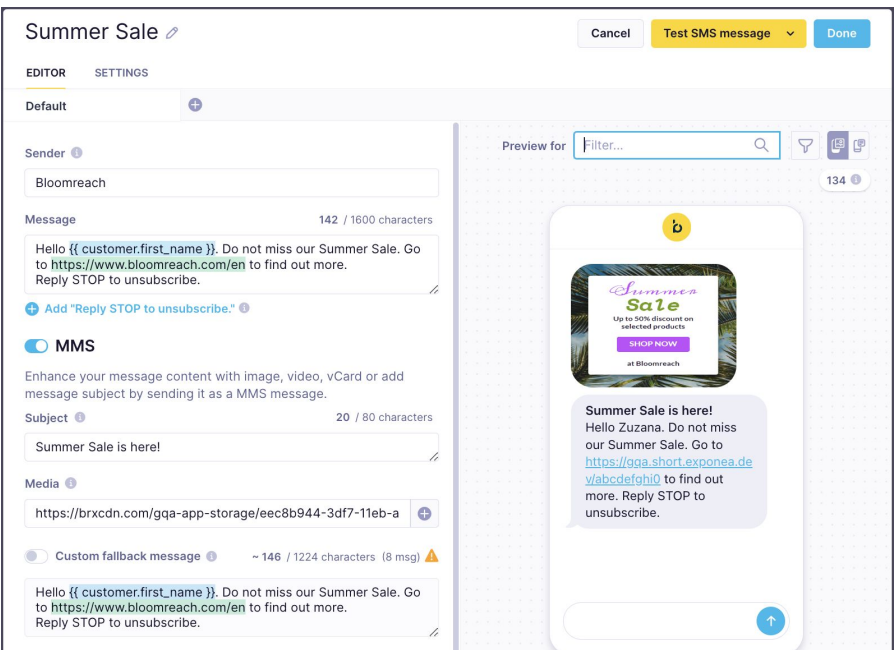 Summer Sale
Cancel
Test SMS message
Done
EDITOR
SETTINGS
Default
Sender
Bloomreach
Message
142 / 1600 characters
Hello {{ customer.first_name }}. Do not miss our Summer Sale. Go
to https://www.bloomreach.com/en to find out more.
Reply STOP to unsubscribe.
Add "Reply STOP to unsubscribe."
MMS
Enhance your message content with image, video, vCard or add
message subject by sending it as a MMS message.
Subject
20 / 80 characters
Summer Sale is here!
Media
https://brxcdn.com/gqa-app-storage/eec8b944-3df7-11eb-a
Custom fallback message
~ 146 / 1224 characters (8 msg)
Hello {{ customer.first_name }}. Do not miss our Summer Sale. Go
to https://www.bloomreach.com/en to find out more.
Reply STOP to unsubscribe.
Preview for
Filter...
134
b
Summer
Sale
Up to 50% discount on
selected products
SHOP NOW
at Bloomreach
Summer Sale is here!
Hello Zuzana. Do not miss
our Summer Sale. Go to
https://gqa.short.exponea.de
v/abcdefghi0 to find out
more. Reply STOP to
unsubscribe.